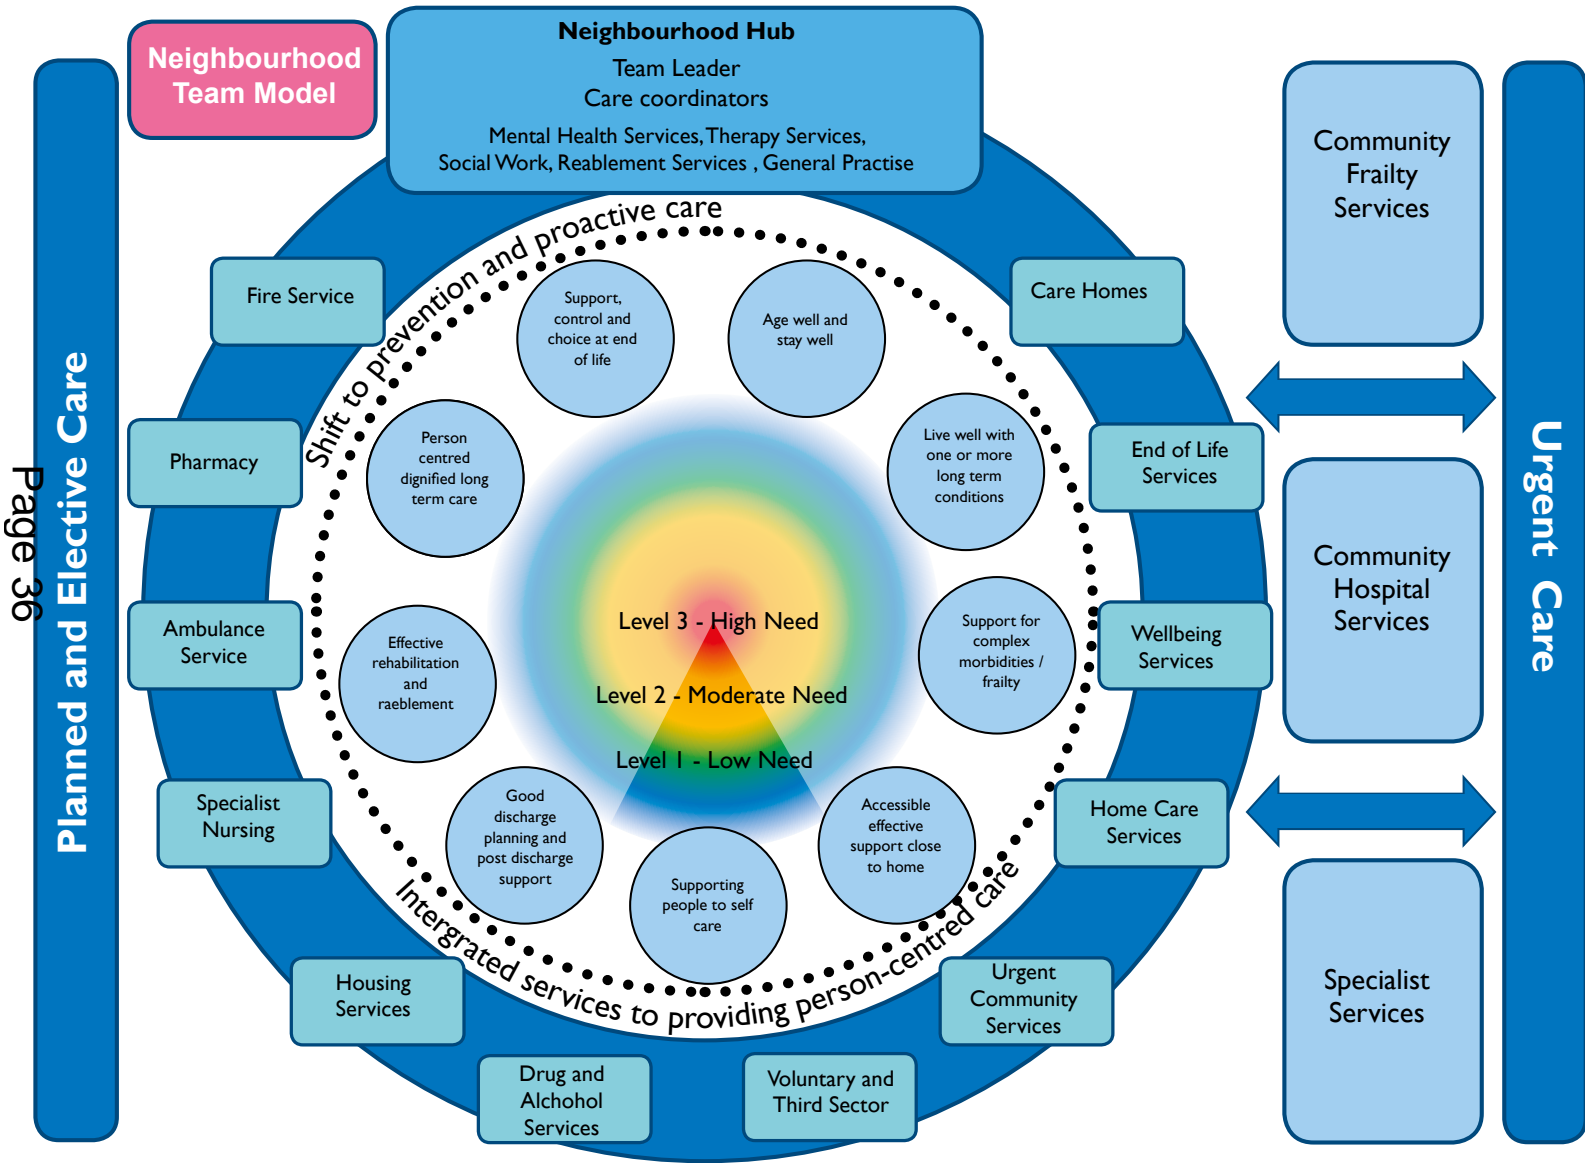 Neighbourhood
Team Model
Neighbourhood Hub
Team Leader
Care coordinators
Mental Health Services, Therapy Services,
Social Work, Reablement Services , General Practise
Planned and Elective Care
Page 36
Shift to prevention and proactive care
Fire Service
Pharmacy
Ambulance
Service
Specialist
Nursing
Housing
Services
Drug and
Alchohol
Services
Voluntary and
Third Sector
Urgent
Community
Services
Home Care
Services
Wellbeing
Services
End of Life
Services
Care Homes
Support,
control and
choice at end
of life
Age well and
stay well
Live well with
one or more
long term
conditions
Support for
complex
morbidities /
frailty
Accessible
effective
support close
to home
Supporting
people to self
care
Good
discharge
planning and
post discharge
support
Effective
rehabilitation
and
raeblement
Person
centred
dignified long
term care
Level 3 - High Need
Level 2 - Moderate Need
Level 1 - Low Need
Intergrated services to providing person-centred care
Community
Frailty
Services
Community
Hospital
Services
Specialist
Services
Urgent Care